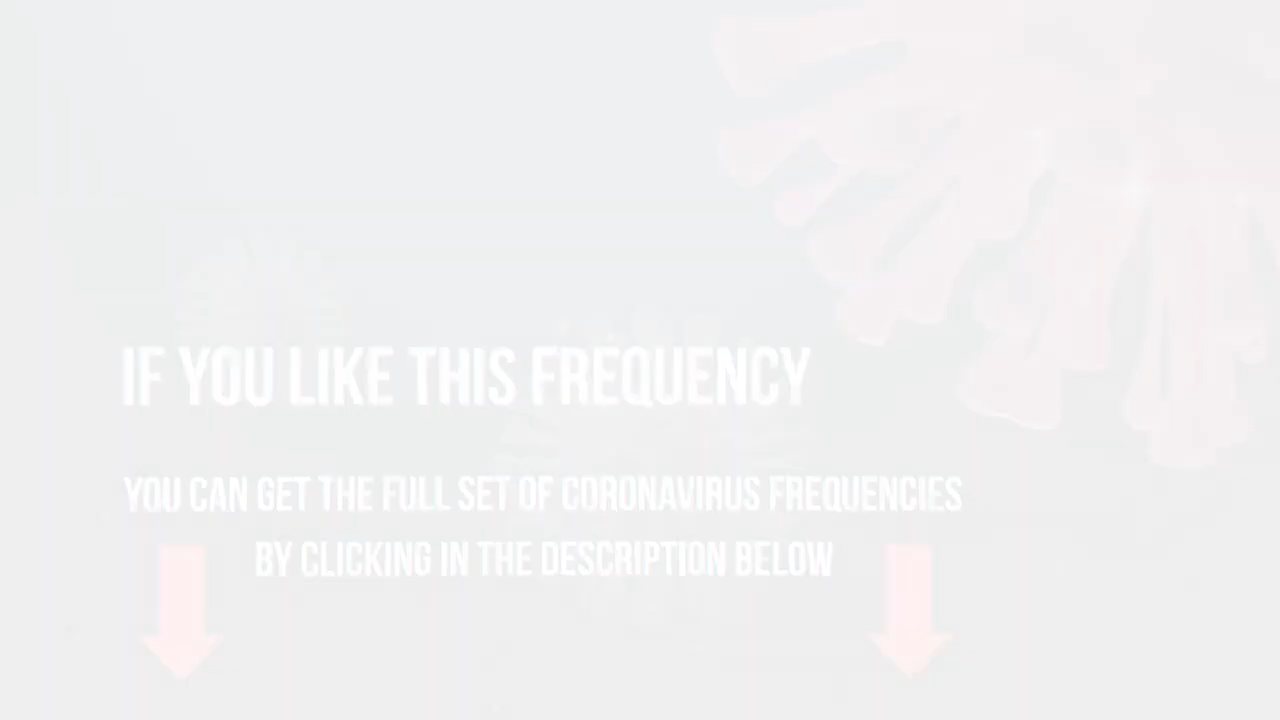 IF YOU LIKE THIS FREQUENCY
YOU CAN GET THE FULL SET OF CORONAVIRUS FREQUENCIES
BY CLICKING IN THE DESCRIPTION BELOW